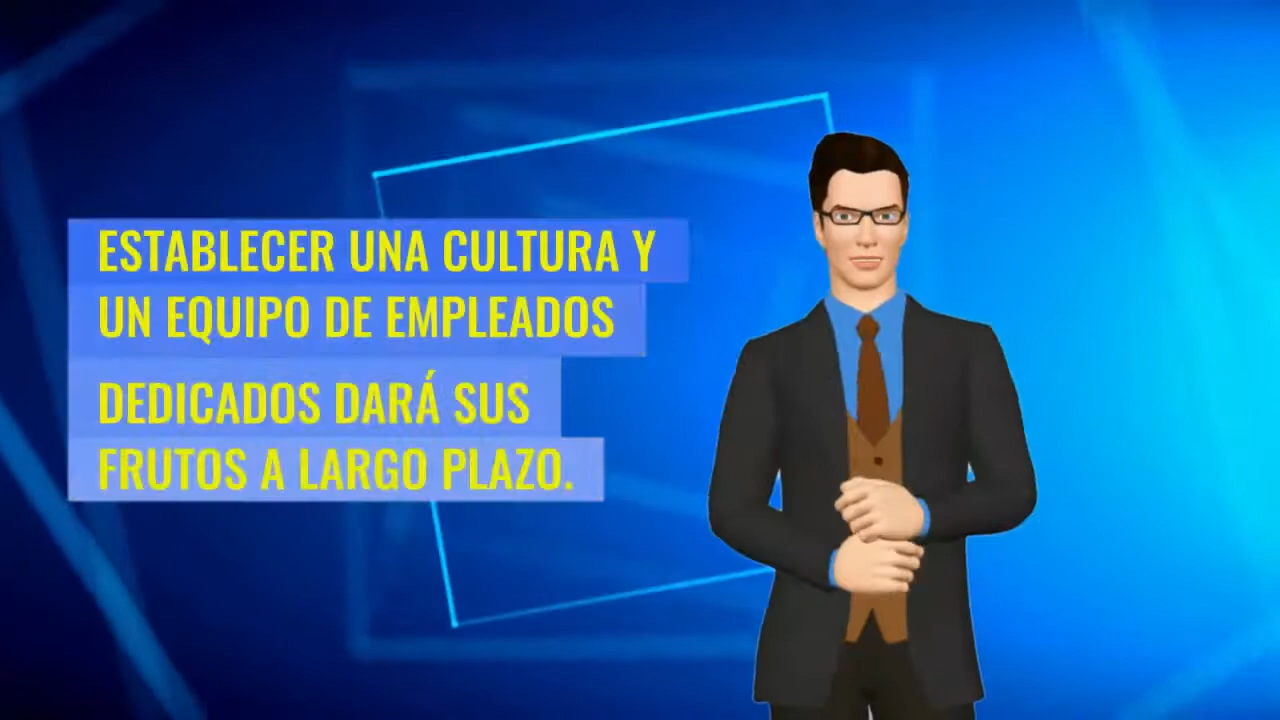 ESTABLECER UNA CULTURA Y
UN EQUIPO DE EMPLEADOS
DEDICADOS DARÁ SUS
FRUTOS A LARGO PLAZO.